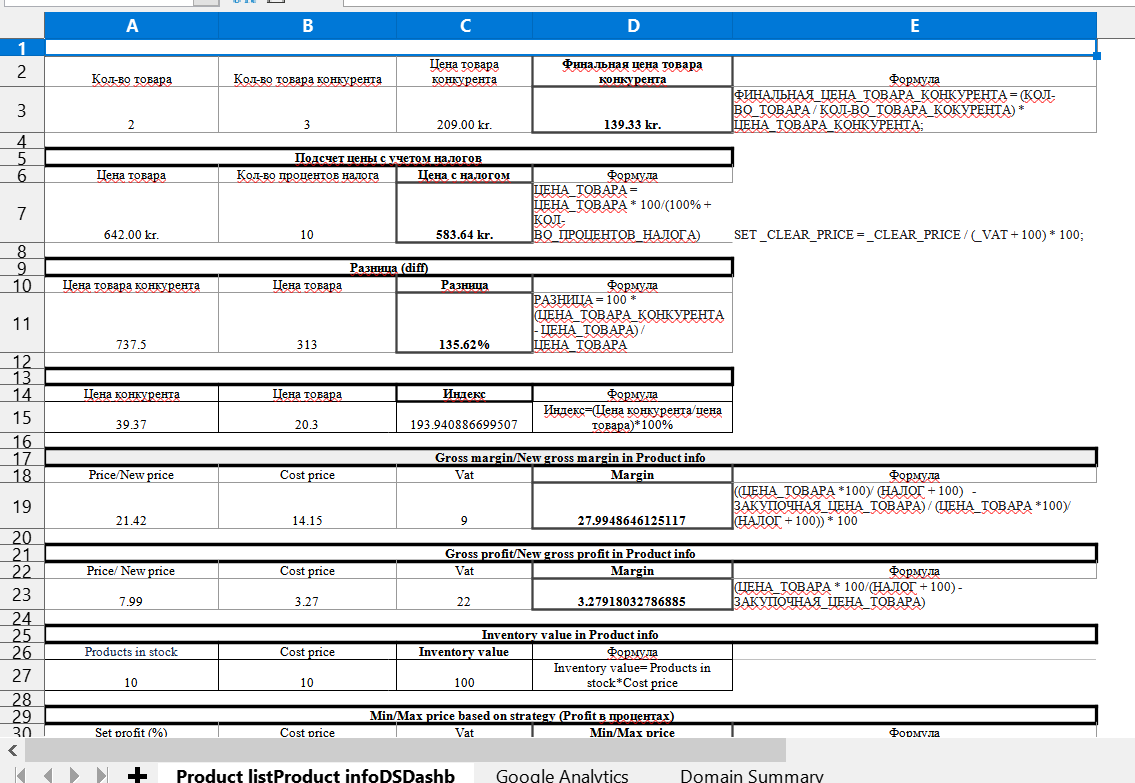 A B C D E
1
2 Кол-во товара Кол-во товара конкурента Цена товара конкурента Финальная цена товара конкурента Формула
3 2 3 209.00 kr. 139.33 kr. ФИНАЛЬНАЯ_ЦЕНА_ТОВАРА_КОНКУРЕНТА = (КОЛ-
ВО_ТОВАРА / КОЛ-ВО_ТОВАРА_КОКУРЕНТА) *
ЦЕНА_ТОВАРА_КОНКУРЕНТА;
4
5 Подсчет цены с учетом налогов
6 Цена товара Кол-во процентов налога Цена с налогом Формула
7 642.00 kr. 10 583.64 kr. ЦЕНА_ТОВАРА =
ЦЕНА_ТОВАРА * 100/(100% +
КОЛ-
ВО_ПРОЦЕНТОВ_НАЛОГА) SET _CLEAR_PRICE = _CLEAR_PRICE / (_VAT + 100) * 100;
8
9 Разница (diff)
10 Цена товара конкурента Цена товара Разница Формула
11 737.5 313 135.62% РАЗНИЦА = 100 *
(ЦЕНА_ТОВАРА_КОНКУРЕНТА
- ЦЕНА_ТОВАРА) /
ЦЕНА_ТОВАРА
12
13
14 Цена конкурента Цена товара Индекс Формула
15 39.37 20.3 193.940886699507 Индекс=(Цена конкурента/цена
товара)*100%
16
17 Gross margin/New gross margin in Product info
18 Price/New price Cost price Vat Margin Формула
19 21.42 14.15 9 27.9948646125117 ((ЦЕНА_ТОВАРА *100)/ (НАЛОГ + 100) -
ЗАКУПОЧНАЯ_ЦЕНА_ТОВАРА) / (ЦЕНА_ТОВАРА *100)/
(НАЛОГ + 100)) * 100
20
21 Gross profit/New gross profit in Product info
22 Price/ New price Cost price Vat Margin Формула
23 7.99 3.27 22 3.27918032786885 (ЦЕНА_ТОВАРА * 100/(НАЛОГ + 100) -
ЗАКУПОЧНАЯ_ЦЕНА_ТОВАРА)
24
25 Inventory value in Product info
26 Products in stock Cost price Inventory value Формула
27 10 10 100 Inventory value= Products in
stock*Cost price
28
29 Min/Max price based on strategy (Profit в процентах)
30 Set profit (%) Cost price Vat Min/Max price Формула
Product listProduct infoDSDashb Google Analytics Domain Summary